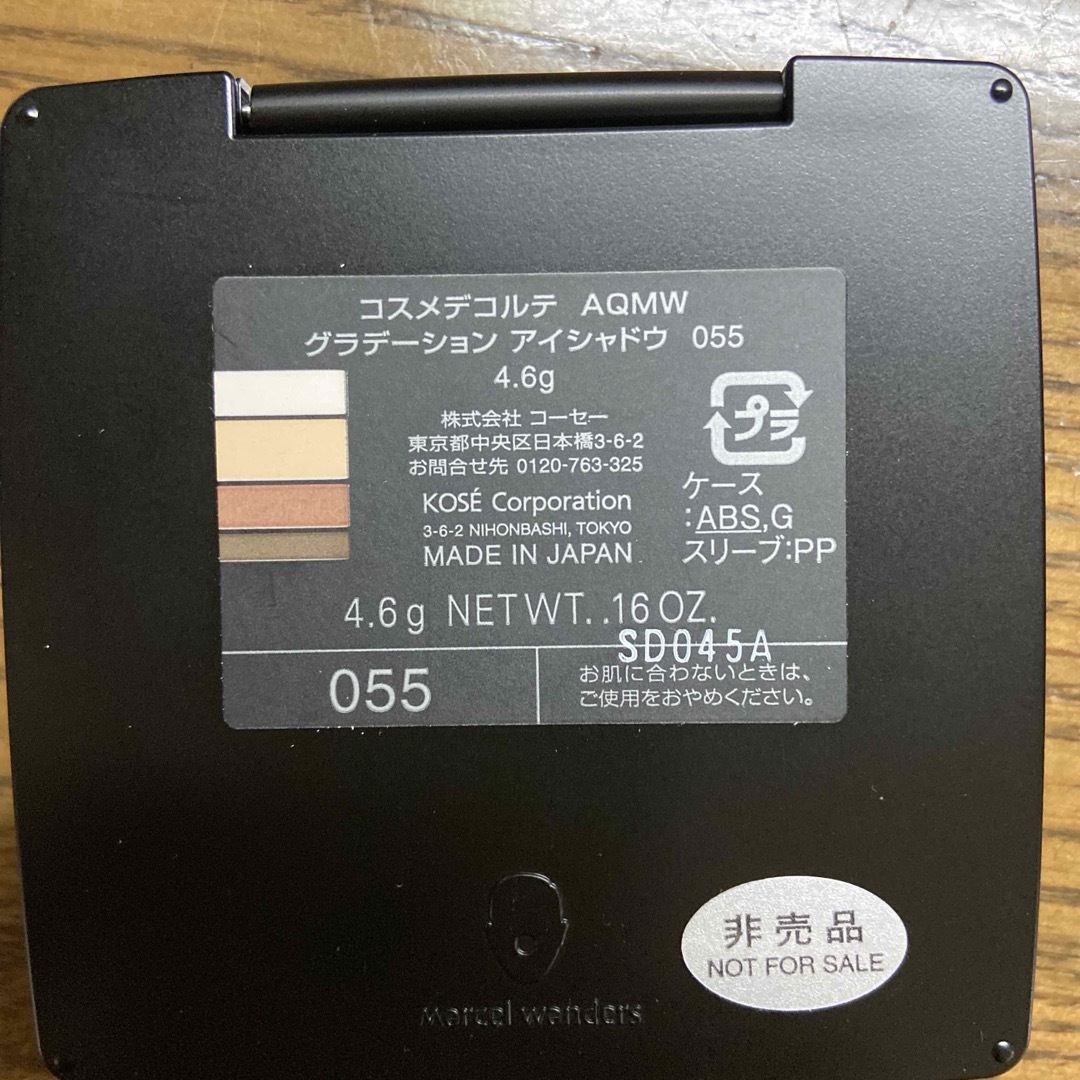 コスメデコルテ AQMW
グラデーション アイシャドウ 055
4.6g
株式会社 コーセー
東京都中央区日本橋3-6-2
お問合せ先 0120-763-325
KOSÉ Corporation
3-6-2 NIHONBASHI, TOKYO
MADE IN JAPAN
プラ
ケース
:ABS,G
スリーブ:PP
4.6g NET WT. .16 OZ.
SD045A
055
お肌に合わないときは、
ご使用をおやめください。
非売品
NOT FOR SALE
marcel wanders